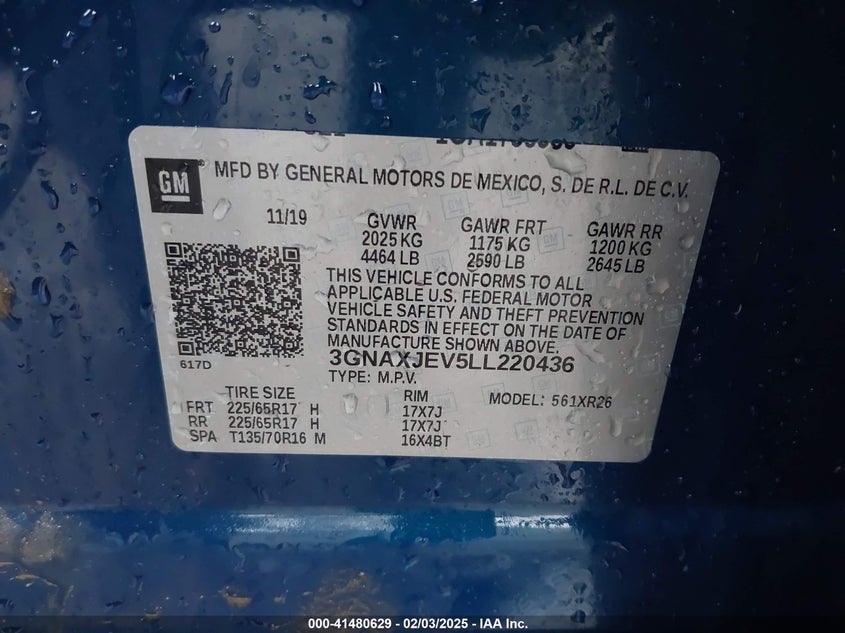 GM
MFD BY GENERAL MOTORS DE MEXICO, S. DE R.L. DE C.V.
11/19 GVWR GAWR FRT GAWR RR
2025 KG 1175 KG 1200 KG
4464 LB 2590 LB 2645 LB
THIS VEHICLE CONFORMS TO ALL
APPLICABLE U.S. FEDERAL MOTOR
VEHICLE SAFETY AND THEFT PREVENTION
STANDARDS IN EFFECT ON THE DATE OF
MANUFACTURE SHOWN ABOVE.
617D
3GNAXJEV5LL220436
TYPE: M.P.V.
TIRE SIZE RIM MODEL: 561XR26
FRT 225/65R17 H 17X7J
RR 225/65R17 H 17X7J
SPA T135/70R16 M 16X4BT
000-41480629 - 02/03/2025 - IAA Inc.